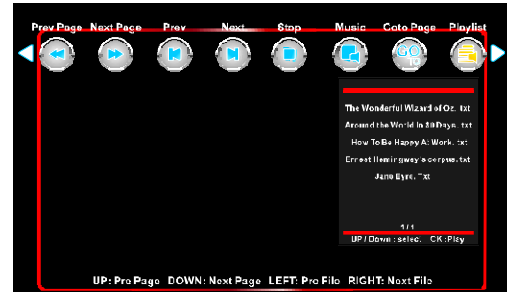 Prev Page Next Page Prev Next Stop Music Goto Page Playlist
GO TO
The Wonderful Wizard of Oz. txt
Around the World In 80 Days. txt
How To Be Happy At Work. txt
Ernest Hemingway's corpus. txt
Jane Eyre. Txt
1/1
UP / Down : select OK :Play
UP: Pre Page DOWN: Next Page LEFT: Pre File RIGHT: Next File